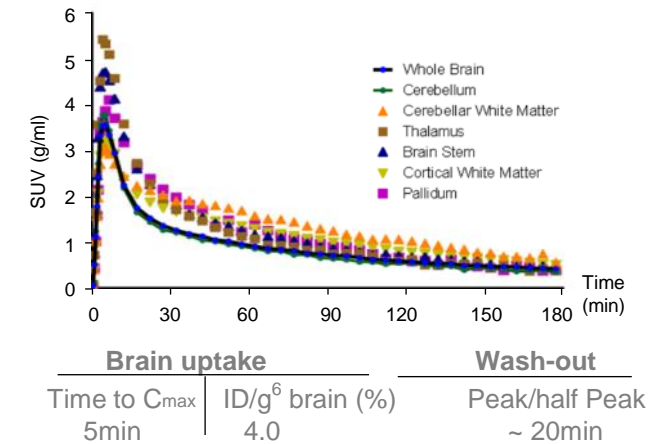 6
5
4
3
2
1
0
SUV (g/ml)
Whole Brain
Cerebellum
Cerebellar White Matter
Thalamus
Brain Stem
Cortical White Matter
Pallidum
0 30 60 90 120 150 180
Time
(min)
Brain uptake Wash-out
Time to Cmax ID/g⁶ brain (%) Peak/half Peak
5min 4.0 ~ 20min